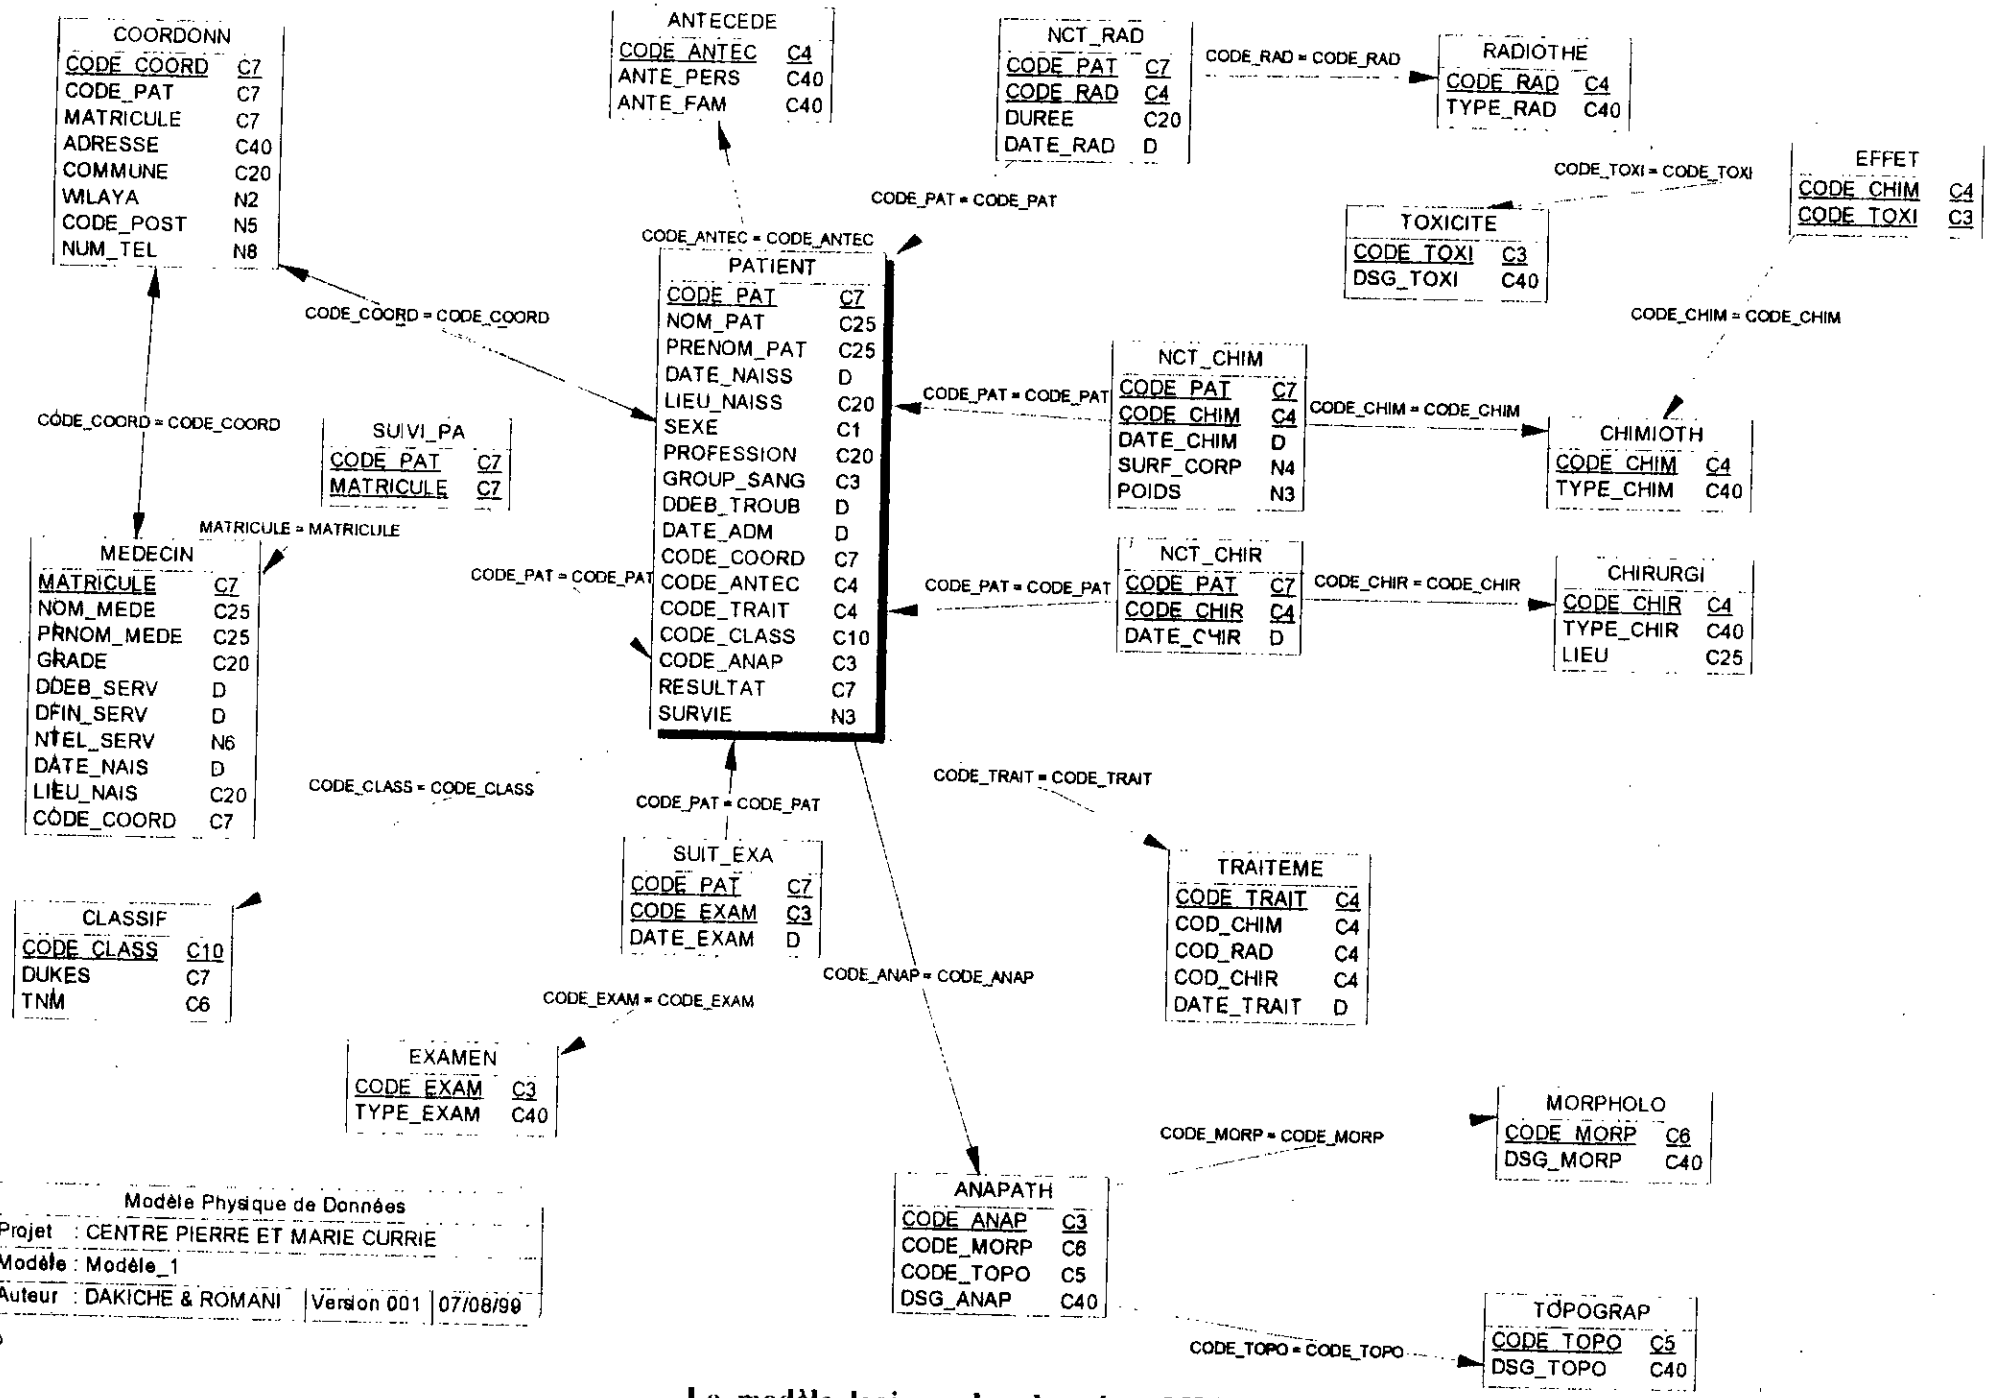 COORDONN
CODE_COORD C7
CODE_PAT C7
MATRICULE C7
ADRESSE C40
COMMUNE C20
WILAYA N2
CODE_POST N5
NUM_TEL N8
ANTECEDE
CODE_ANTEC C4
ANTE_PERS C40
ANTE_FAM C40
NCT_RAD
CODE_PAT C7
CODE_RAD C4
DUREE C20
DATE_RAD D
CODE_RAD = CODE_RAD
RADIOTHE
CODE_RAD C4
TYPE_RAD C40
CODE_TOXI = CODE_TOXI
EFFET
CODE_CHIM C4
CODE_TOXI C3
TOXICITE
CODE_TOXI C3
DSG_TOXI C40
CODE_PAT = CODE_PAT
CODE_ANTEC = CODE_ANTEC
CODE_COORD = CODE_COORD
CODE_CHIM = CODE_CHIM
PATIENT
CODE_PAT C7
NOM_PAT C25
PRENOM_PAT C25
DATE_NAISS D
LIEU_NAISS C20
SEXE C1
PROFESSION C20
GROUP_SANG C3
DDEB_TROUB D
DATE_ADM D
CODE_COORD C7
CODE_ANTEC C4
CODE_TRAIT C4
CODE_CLASS C10
CODE_ANAP C3
RESULTAT C7
SURVIE N3
CODE_PAT = CODE_PAT
NCT_CHIM
CODE_PAT C7
CODE_CHIM C4
DATE_CHIM D
SURF_CORP N4
POIDS N3
CODE_CHIM = CODE_CHIM
CHIMIOTH
CODE_CHIM C4
TYPE_CHIM C40
CODE_COORD = CODE_COORD
SUIVI_PA
CODE_PAT C7
MATRICULE C7
MATRICULE = MATRICULE
CODE_PAT = CODE_PAT
CODE_PAT = CODE_PAT
NCT_CHIR
CODE_PAT C7
CODE_CHIR C4
DATE_CHIR D
CODE_CHIR = CODE_CHIR
CHIRURGI
CODE_CHIR C4
TYPE_CHIR C40
LIEU C25
MEDECIN
MATRICULE C7
NOM_MEDE C25
PRNOM_MEDE C25
GRADE C20
DDEB_SERV D
DFIN_SERV D
NTEL_SERV N6
DATE_NAIS D
LIEU_NAIS C20
CODE_COORD C7
CODE_CLASS = CODE_CLASS
CODE_PAT = CODE_PAT
CODE_TRAIT = CODE_TRAIT
SUIT_EXA
CODE_PAT C7
CODE_EXAM C3
DATE_EXAM D
TRAITEME
CODE_TRAIT C4
COD_CHIM C4
COD_RAD C4
COD_CHIR C4
DATE_TRAIT D
CLASSIF
CODE_CLASS C10
DUKES C7
TNM C6
CODE_ANAP = CODE_ANAP
CODE_EXAM = CODE_EXAM
EXAMEN
CODE_EXAM C3
TYPE_EXAM C40
CODE_MORP = CODE_MORP
MORPHOLO
CODE_MORP C6
DSG_MORP C40
ANAPATH
CODE_ANAP C3
CODE_MORP C6
CODE_TOPO C5
DSG_ANAP C40
CODE_TOPO = CODE_TOPO
TOPOGRAP
CODE_TOPO C5
DSG_TOPO C40
Modèle Physique de Données
Projet : CENTRE PIERRE ET MARIE CURRIE
Modèle : Modèle_1
Auteur : DAKICHE & ROMANI Version 001 07/08/99